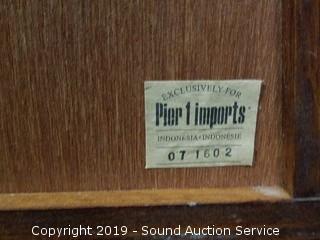 EXCLUSIVELY FOR
Pier 1 imports
INDONESIA • INDONESIE
07 1602
Copyright 2019 - Sound Auction Service